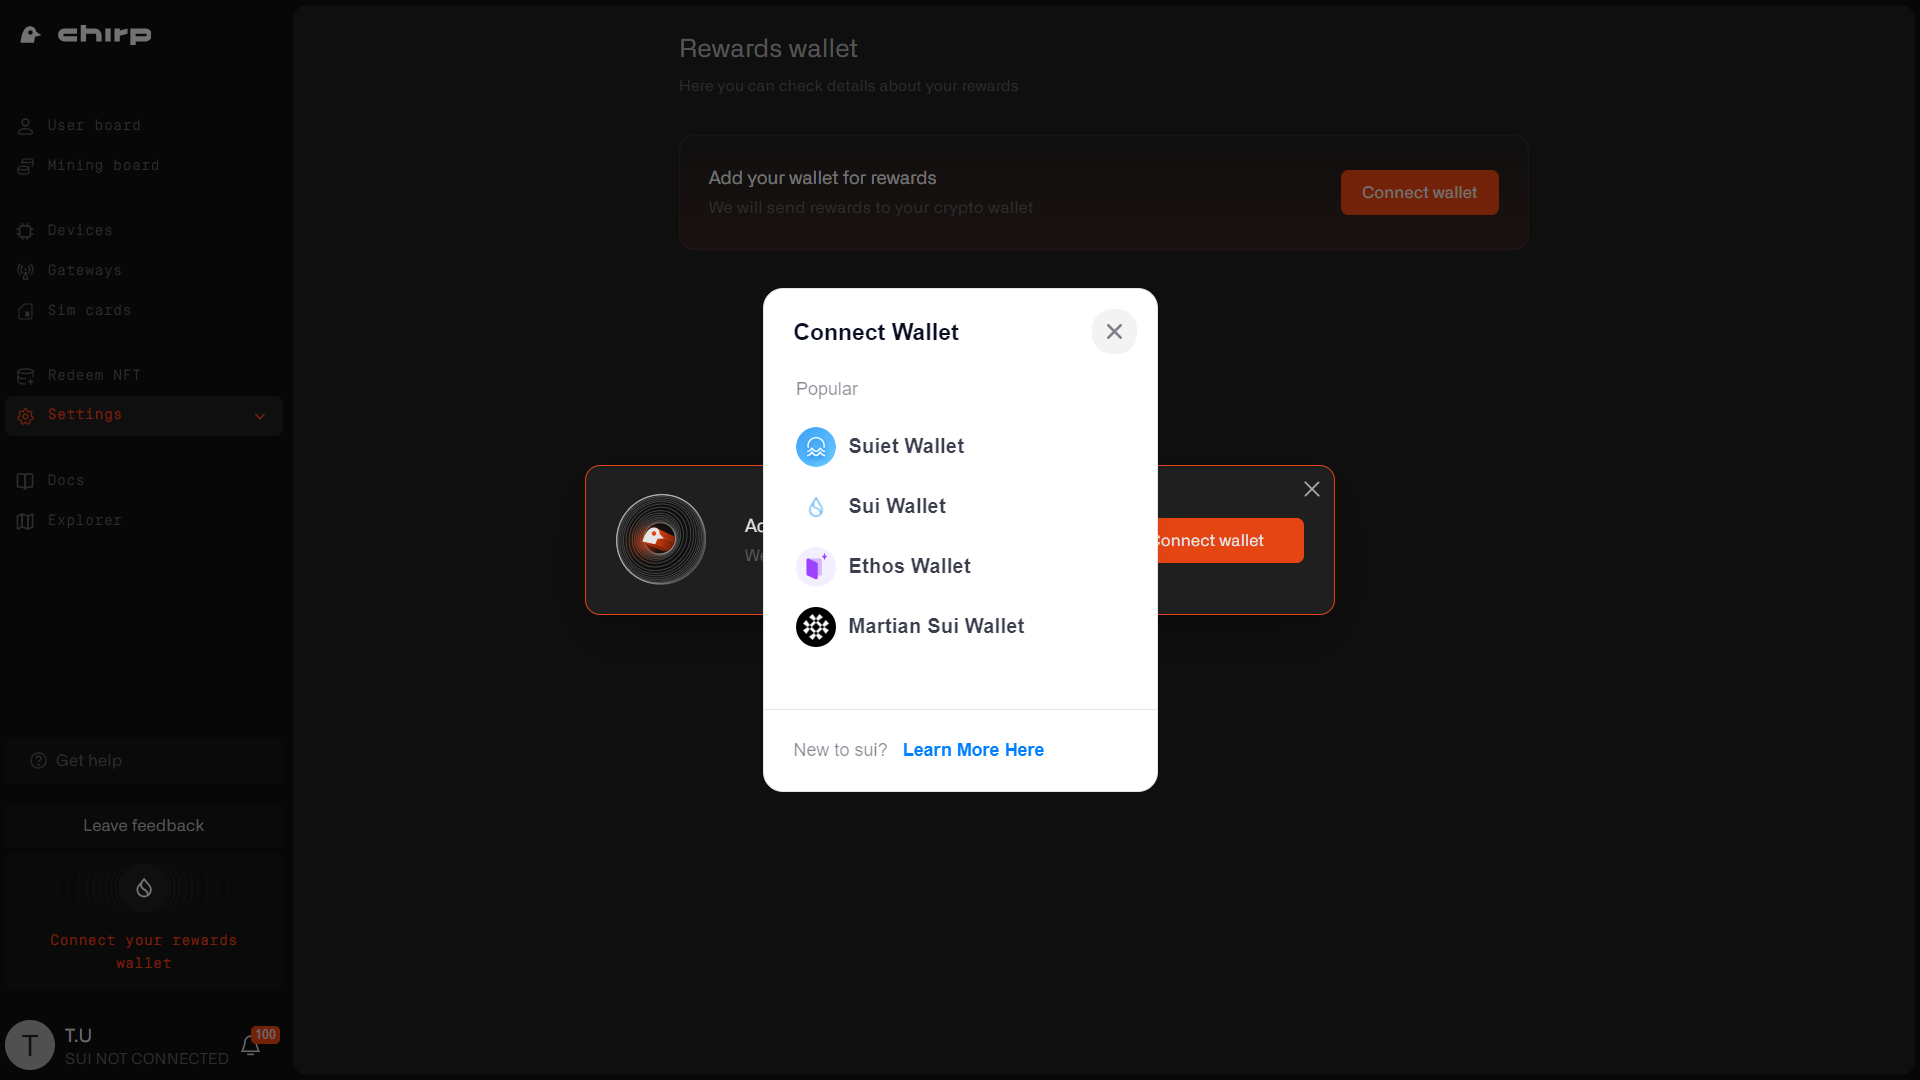 chirp
User board
Mining board
Devices
Gateways
Sim cards
Redeem NFT
Settings
Docs
Explorer
Get help
Leave feedback
Connect your rewards
wallet
T
T.U
SUI NOT CONNECTED
100
Rewards wallet
Here you can check details about your rewards
Add your wallet for rewards
We will send rewards to your crypto wallet
Connect wallet
Connect Wallet
Popular
Suiet Wallet
Sui Wallet
Ethos Wallet
Martian Sui Wallet
New to sui? Learn More Here
Connect wallet